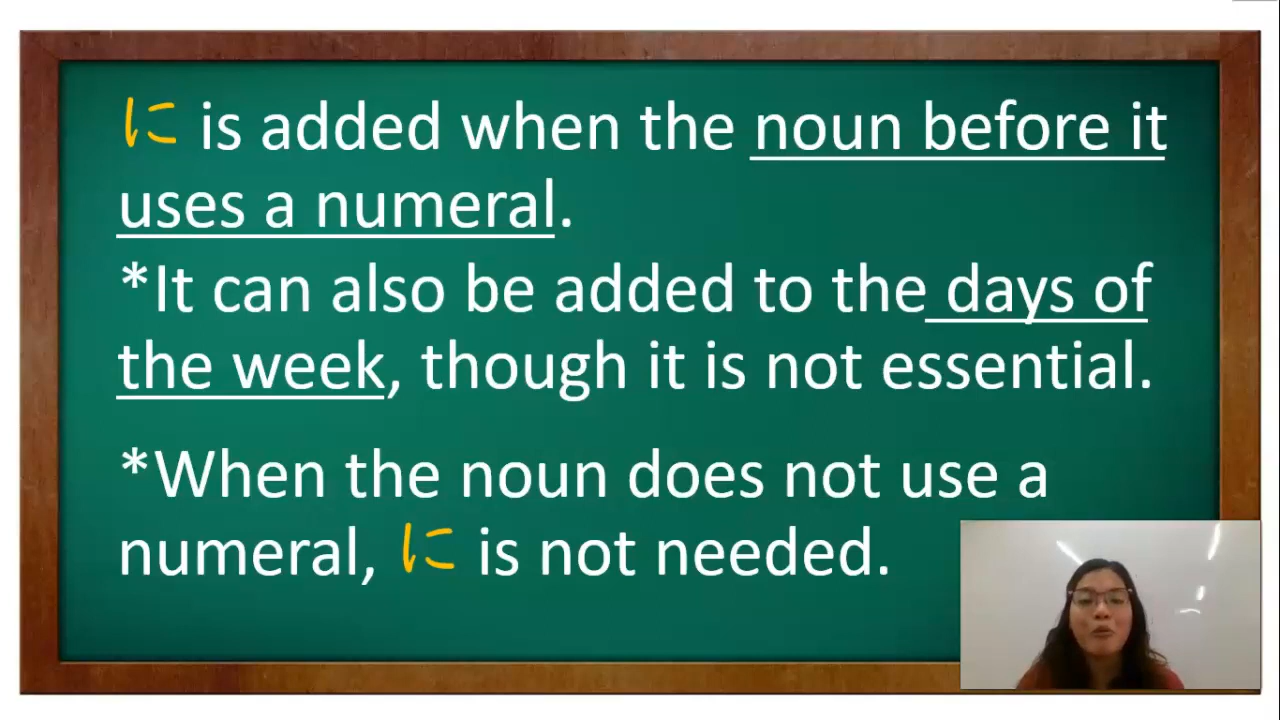 に is added when the noun before it
uses a numeral.
*It can also be added to the days of
the week, though it is not essential.
*When the noun does not use a
numeral, に is not needed.